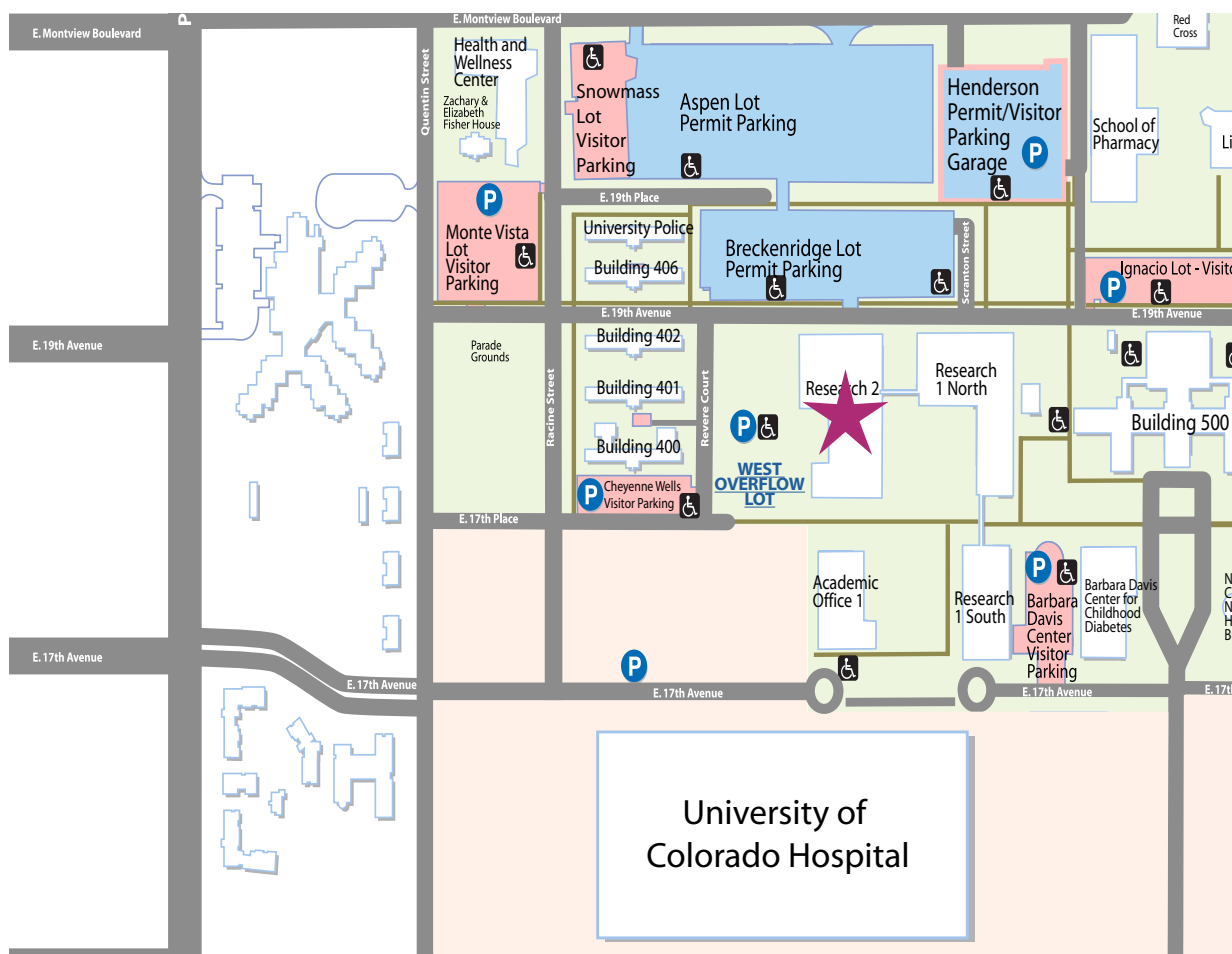 P
E. Montview Boulevard
E. Montview Boulevard
Red
Cross
Quentin Street
Health and
Wellness
Center
Zachary &
Elizabeth
Fisher House
Snowmass
Lot
Visitor
Parking
Aspen Lot
Permit Parking
Henderson
Permit/Visitor
Parking
Garage
P
School of
Pharmacy
Li
E. 19th Place
P
Monte Vista
Lot
Visitor
Parking
University Police
Building 406
Breckenridge Lot
Permit Parking
Scranton Street
Ignacio Lot - Visito
P
E. 19th Avenue
E. 19th Avenue
E. 19th Avenue
Parade
Grounds
Racine Street
Building 402
Building 401
Building 400
Revere Court
Research 2
Research
1 North
Building 500
P
WEST
OVERFLOW
LOT
P
Cheyenne Wells
Visitor Parking
E. 17th Place
Academic
Office 1
Research
1 South
P
Barbara
Davis
Center
Visitor
Parking
Barbara Davis
Center for
Childhood
Diabetes
N
C
N
H
B
E. 17th Avenue
P
E. 17th Avenue
E. 17th Avenue
E. 17th Avenue
E. 17th
University of
Colorado Hospital